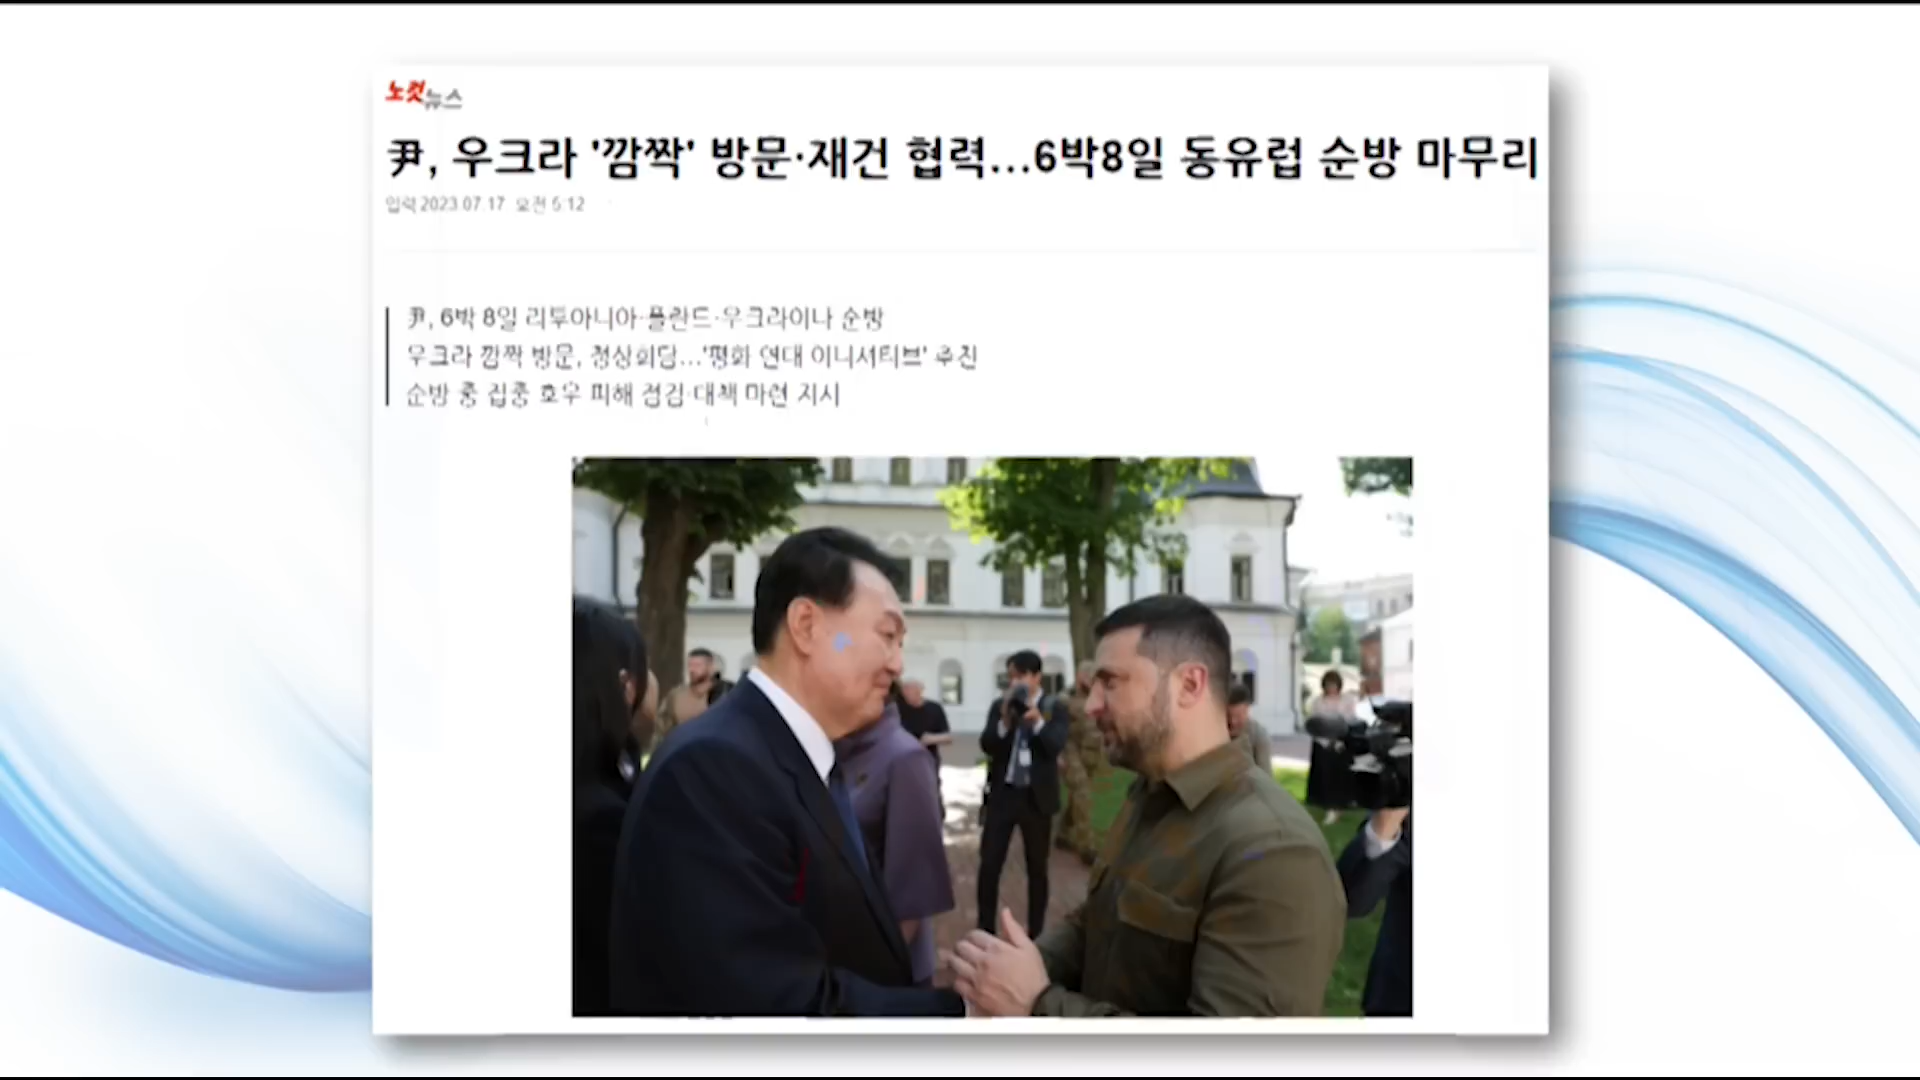 노컷뉴스
尹, 우크라 '깜짝' 방문·재건 협력...6박8일 동유럽 순방 마무리
입력 2023.07.17 오전 5:12
尹, 6박 8일 리투아니아·폴란드·우크라이나 순방
우크라 깜짝 방문, 정상회담...'평화 연대 이니셔티브' 추진
순방 중 집중 호우 피해 점검·대책 마련 지시